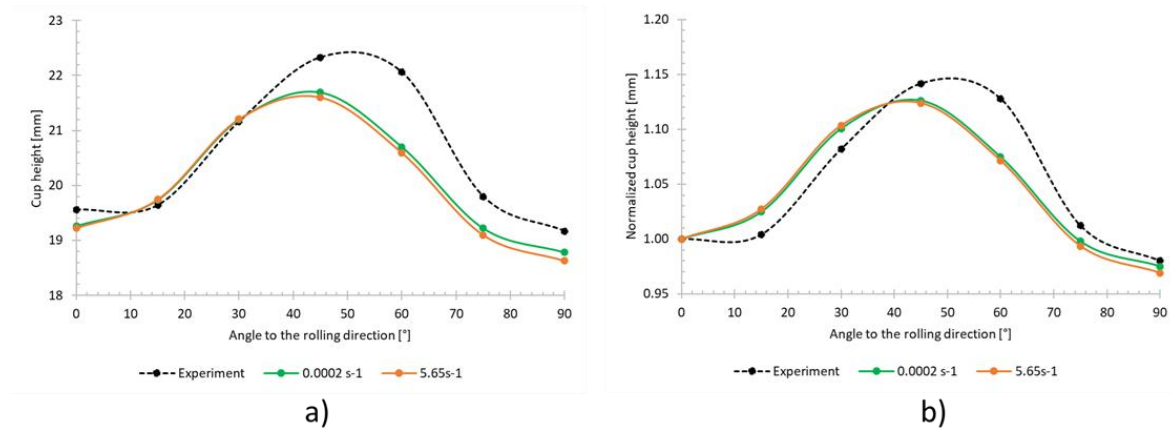 23
22
21
20
19
18
Cup height [mm]
0 10 20 30 40 50 60 70 80 90
Angle to the rolling direction [°]
Experiment 0.0002 s-1 5.65s-1
a)
1.20
1.15
1.10
1.05
1.00
0.95
Normalized cup height [mm]
0 10 20 30 40 50 60 70 80 90
Angle to the rolling direction [°]
Experiment 0.0002 s-1 5.65s-1
b)